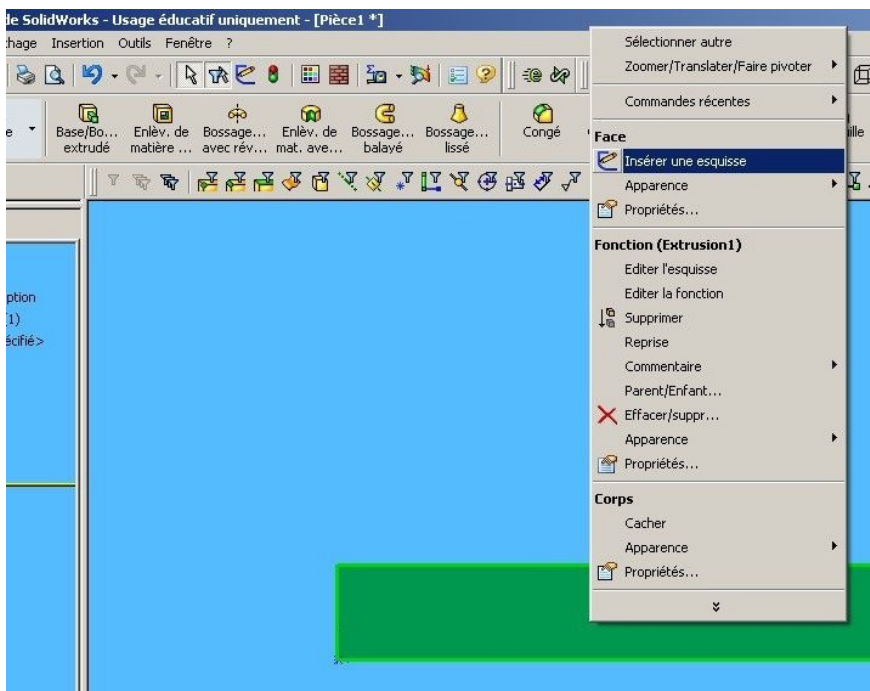 de SolidWorks - Usage éducatif uniquement - [Pièce1 *]
hage Insertion Outils Fenêtre ?
Base/Bo... extrudé
Enlèv. de matière ...
Bossage... avec rév...
Enlèv. de mat. ave...
Bossage... balayé
Bossage... lissé
Congé
ille
ption
(1)
écifié>
Sélectionner autre
Zoomer/Translater/Faire pivoter
Commandes récentes
Face
Insérer une esquisse
Apparence
Propriétés...
Fonction (Extrusion1)
Editer l'esquisse
Editer la fonction
Supprimer
Reprise
Commentaire
Parent/Enfant...
Effacer/suppr...
Apparence
Propriétés...
Corps
Cacher
Apparence
Propriétés...